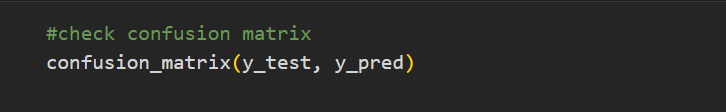 #check confusion matrix
confusion_matrix(y_test, y_pred)